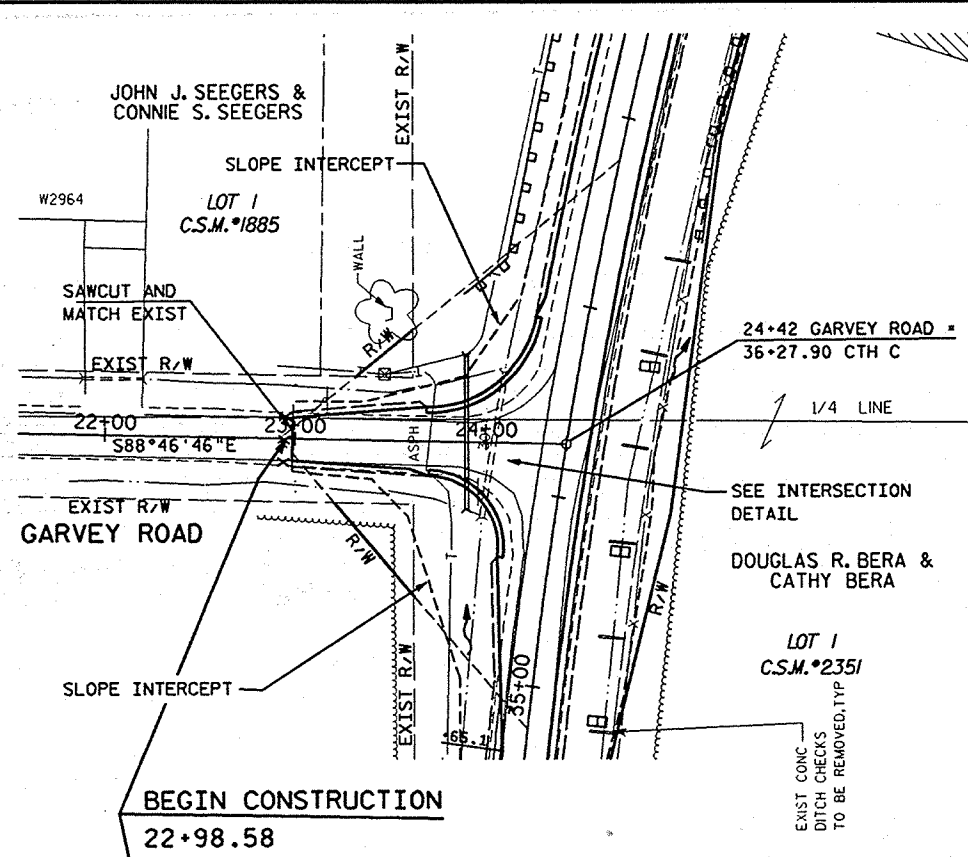 JOHN J. SEEGERS &
CONNIE S. SEEGERS
EXIST R/W
SLOPE INTERCEPT
W2964
LOT 1
C.S.M.#1885
WALL
SAWCUT AND
MATCH EXIST
R/W
EXIST R/W
24+42 GARVEY ROAD =
36+27.90 CTH C
1/4 LINE
22+00
23+00
24+00
ASPH
S88°46'46"E
EXIST R/W
GARVEY ROAD
R/W
SEE INTERSECTION
DETAIL
DOUGLAS R. BERA &
CATHY BERA
R/W
LOT 1
C.S.M.#2351
SLOPE INTERCEPT
EXIST R/W
35+00
65.1
EXIST CONC
DITCH CHECKS
TO BE REMOVED,TYP
BEGIN CONSTRUCTION
22+98.58
T
T
T